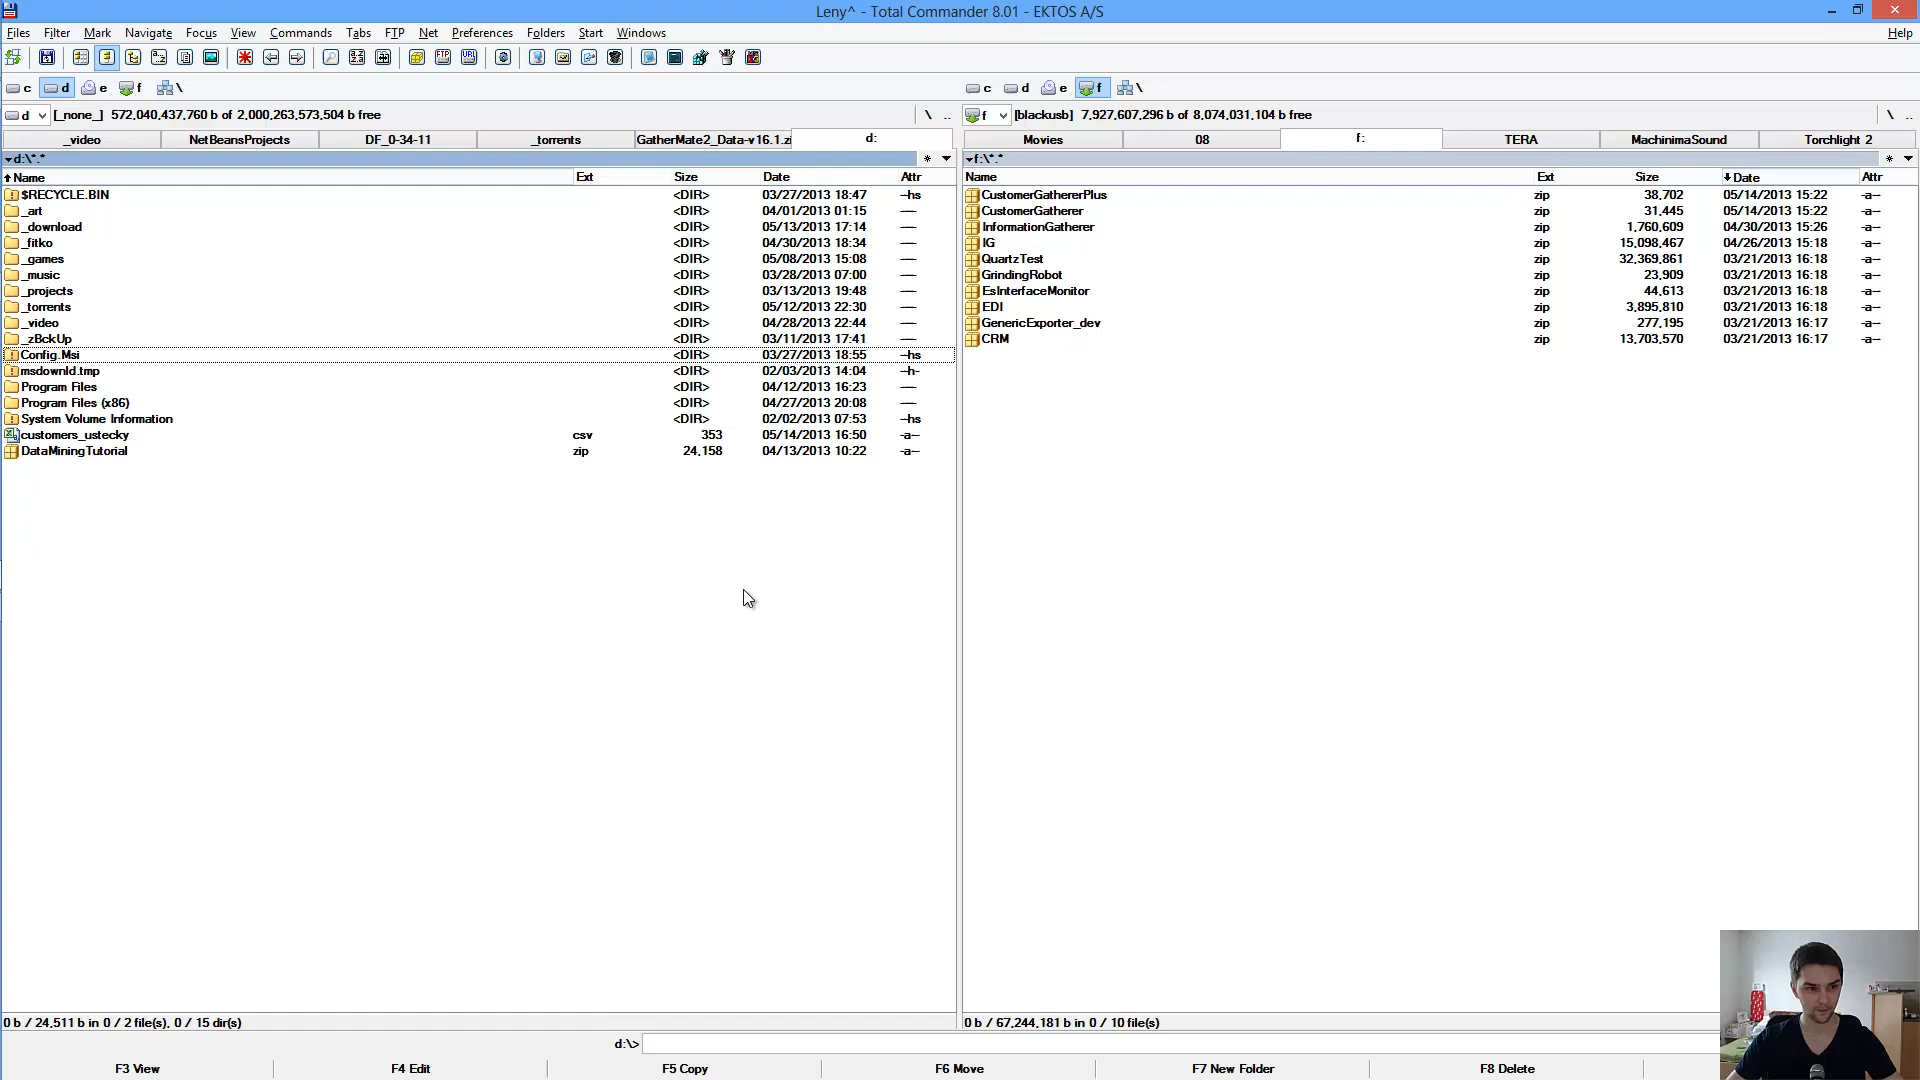 Leny^ - Total Commander 8.01 - EKTOS A/S
Files Filter Mark Navigate Focus View Commands Tabs FTP Net Preferences Folders Start Windows Help
c d e f \
c d e f \
d [_none_] 572,040,437,760 b of 2,000,263,573,504 b free \ ..
f [blackusb] 7,927,607,296 b of 8,074,031,104 b free \ ..
_video NetBeansProjects DF_0-34-11 _torrents GatherMate2_Data-v16.1.zi d:
Movies 08 f: TERA MachinimaSound Torchlight 2
d:\*.* *
f:\*.* *
Name Ext Size Date Attr
$RECYCLE.BIN <DIR> 03/27/2013 18:47 --hs
_art <DIR> 04/01/2013 01:15 ----
_download <DIR> 05/13/2013 17:14 ----
_fitko <DIR> 04/30/2013 18:34 ----
_games <DIR> 05/08/2013 15:08 ----
_music <DIR> 03/28/2013 07:00 ----
_projects <DIR> 03/13/2013 19:48 ----
_torrents <DIR> 05/12/2013 22:30 ----
_video <DIR> 04/28/2013 22:44 ----
_zBckUp <DIR> 03/11/2013 17:41 ----
Config.Msi <DIR> 03/27/2013 18:55 --hs
msdownld.tmp <DIR> 02/03/2013 14:04 --h-
Program Files <DIR> 04/12/2013 16:23 ----
Program Files (x86) <DIR> 04/27/2013 20:08 ----
System Volume Information <DIR> 02/02/2013 07:53 --hs
customers_ustecky csv 353 05/14/2013 16:50 -a--
DataMiningTutorial zip 24,158 04/13/2013 10:22 -a--
Name Ext Size Date Attr
CustomerGathererPlus zip 38,702 05/14/2013 15:22 -a--
CustomerGatherer zip 31,445 05/14/2013 15:22 -a--
InformationGatherer zip 1,760,609 04/30/2013 15:26 -a--
IG zip 15,098,467 04/26/2013 15:18 -a--
QuartzTest zip 32,369,861 03/21/2013 16:18 -a--
GrindingRobot zip 23,909 03/21/2013 16:18 -a--
EsInterfaceMonitor zip 44,613 03/21/2013 16:18 -a--
EDI zip 3,895,810 03/21/2013 16:18 -a--
GenericExporter_dev zip 277,195 03/21/2013 16:17 -a--
CRM zip 13,703,570 03/21/2013 16:17 -a--
0 b / 24,511 b in 0 / 2 file(s), 0 / 15 dir(s)
0 b / 67,244,181 b in 0 / 10 file(s)
d:\>
F3 View F4 Edit F5 Copy F6 Move F7 New Folder F8 Delete